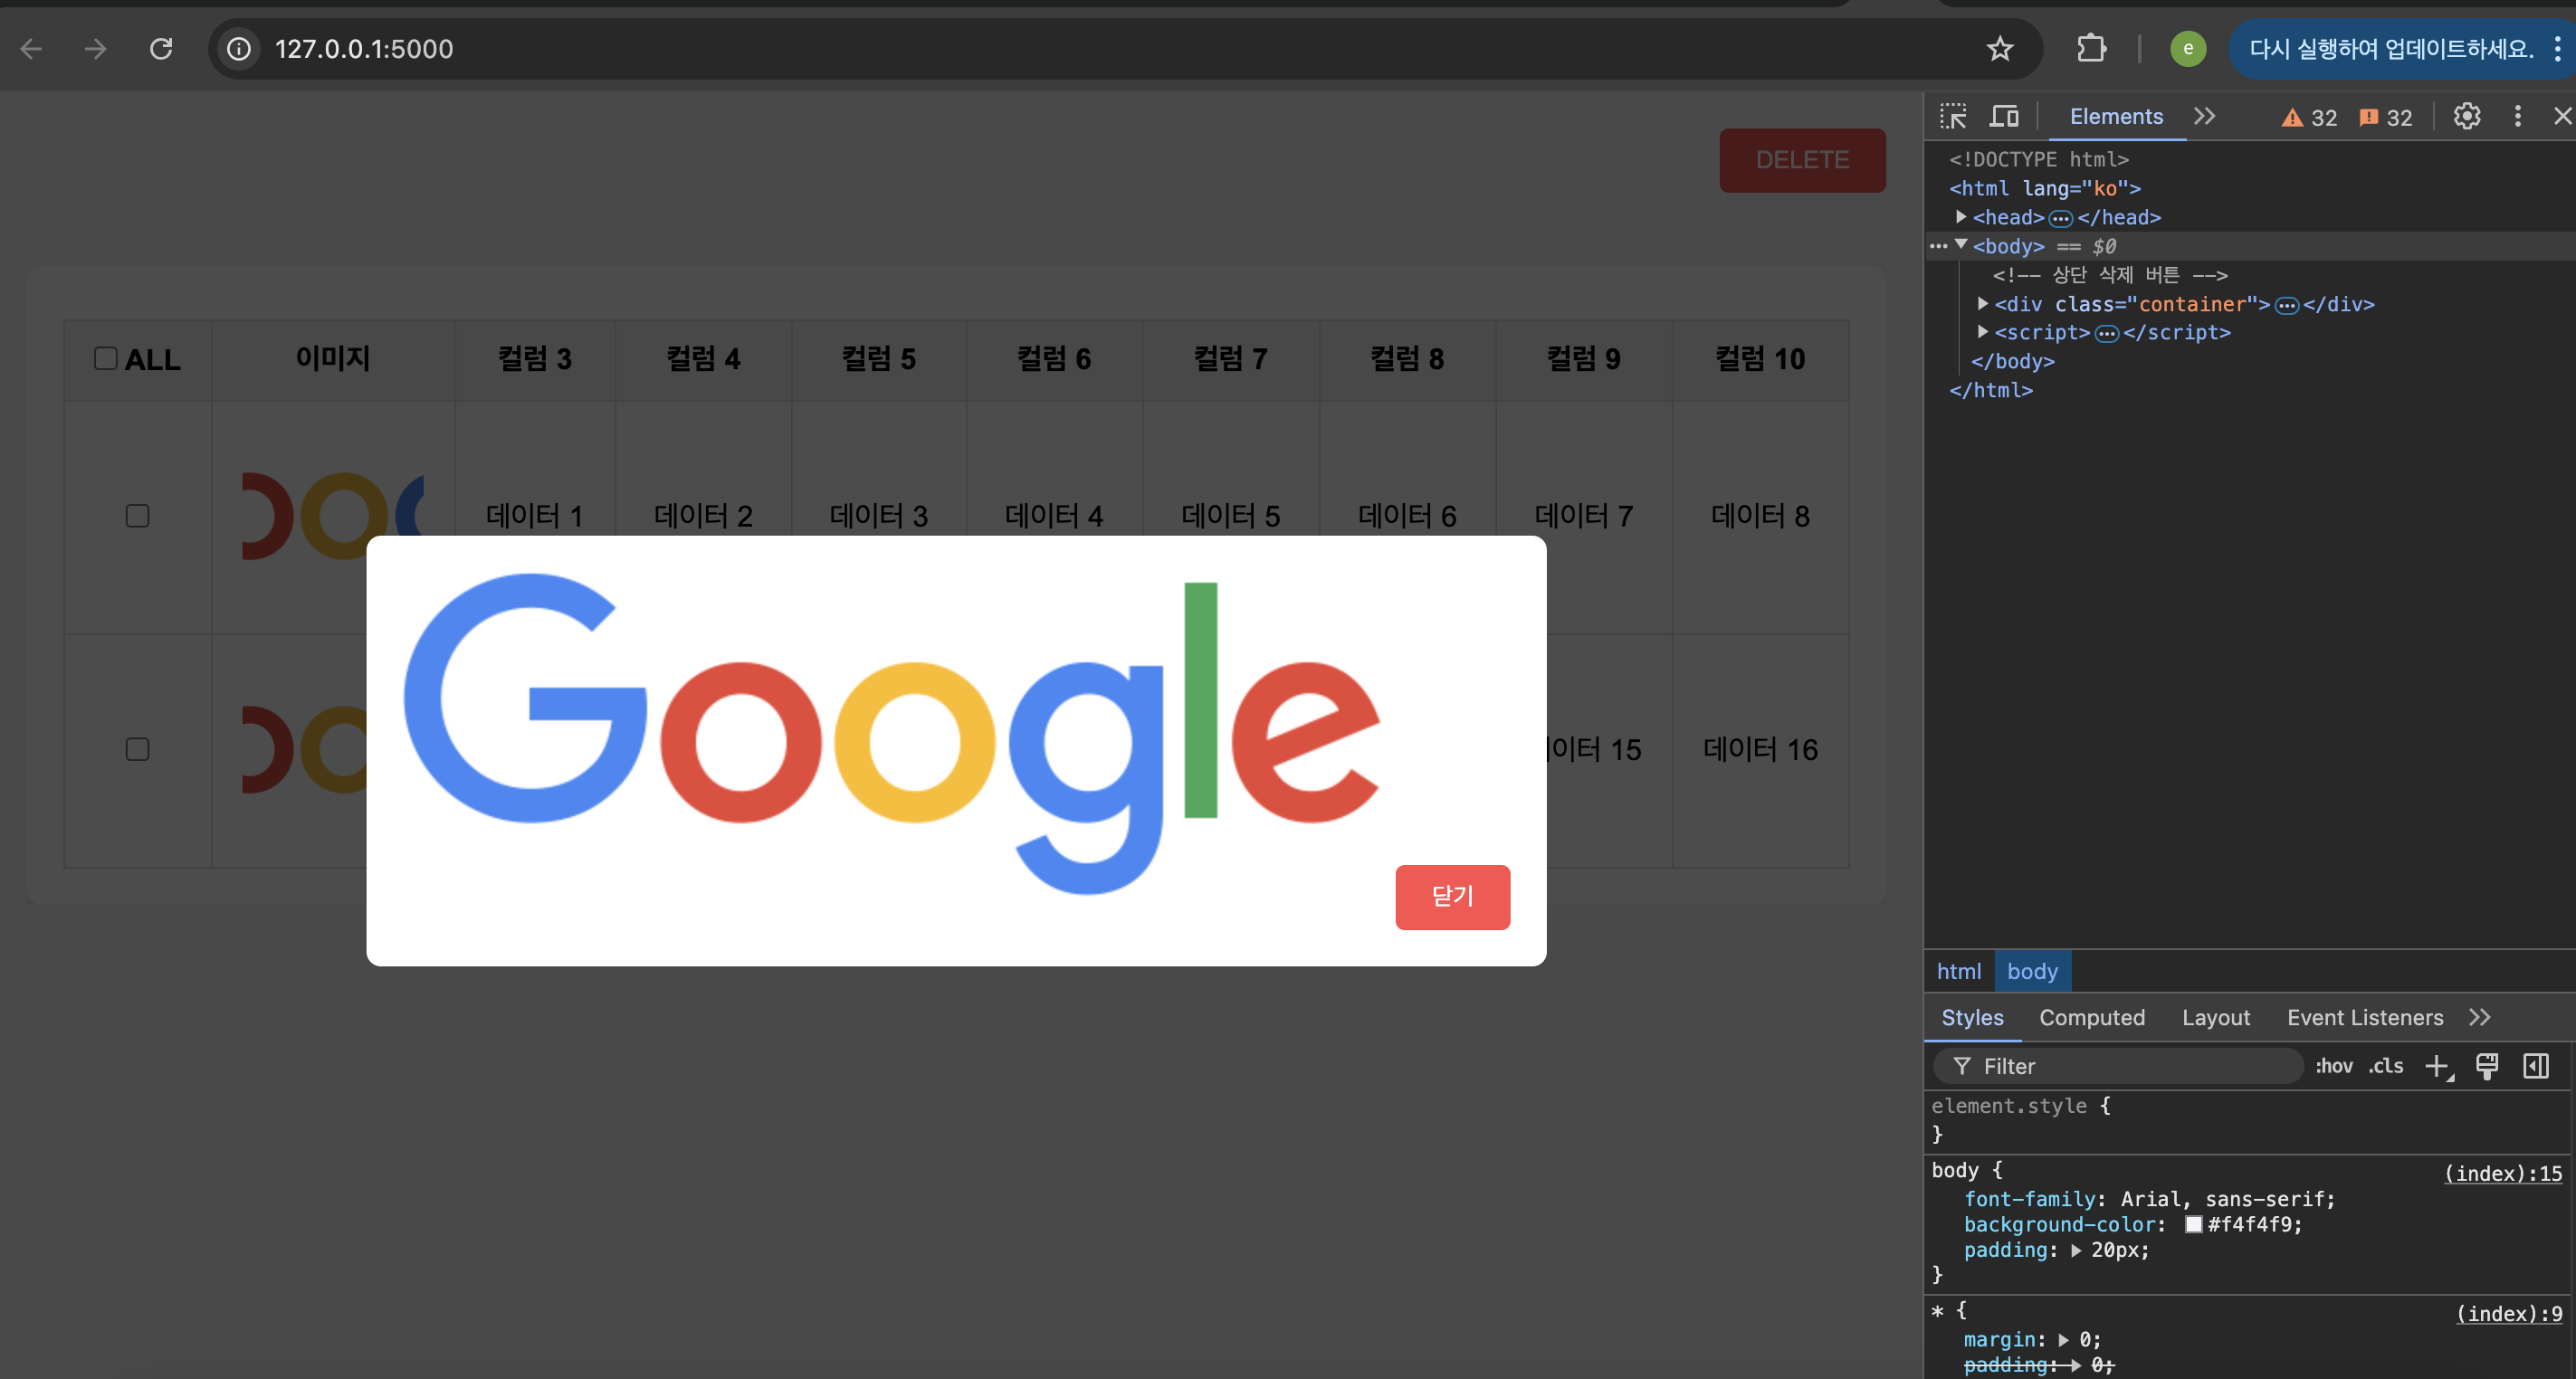 127.0.0.1:5000
e
다시 실행하여 업데이트하세요.
DELETE
ALL 이미지 컬럼 3 컬럼 4 컬럼 5 컬럼 6 컬럼 7 컬럼 8 컬럼 9 컬럼 10
데이터 1 데이터 2 데이터 3 데이터 4 데이터 5 데이터 6 데이터 7 데이터 8
Google
이터 15 데이터 16
닫기
Elements 32 32
<!DOCTYPE html>
<html lang="ko">
<head>…</head>
<body> == $0
<!-- 상단 삭제 버튼 -->
<div class="container">…</div>
<script>…</script>
</body>
</html>
html body
Styles Computed Layout Event Listeners
Filter :hov .cls
element.style {
}
body { (index):15
font-family: Arial, sans-serif;
background-color: #f4f4f9;
padding: 20px;
}
* { (index):9
margin: 0;
padding: 0;